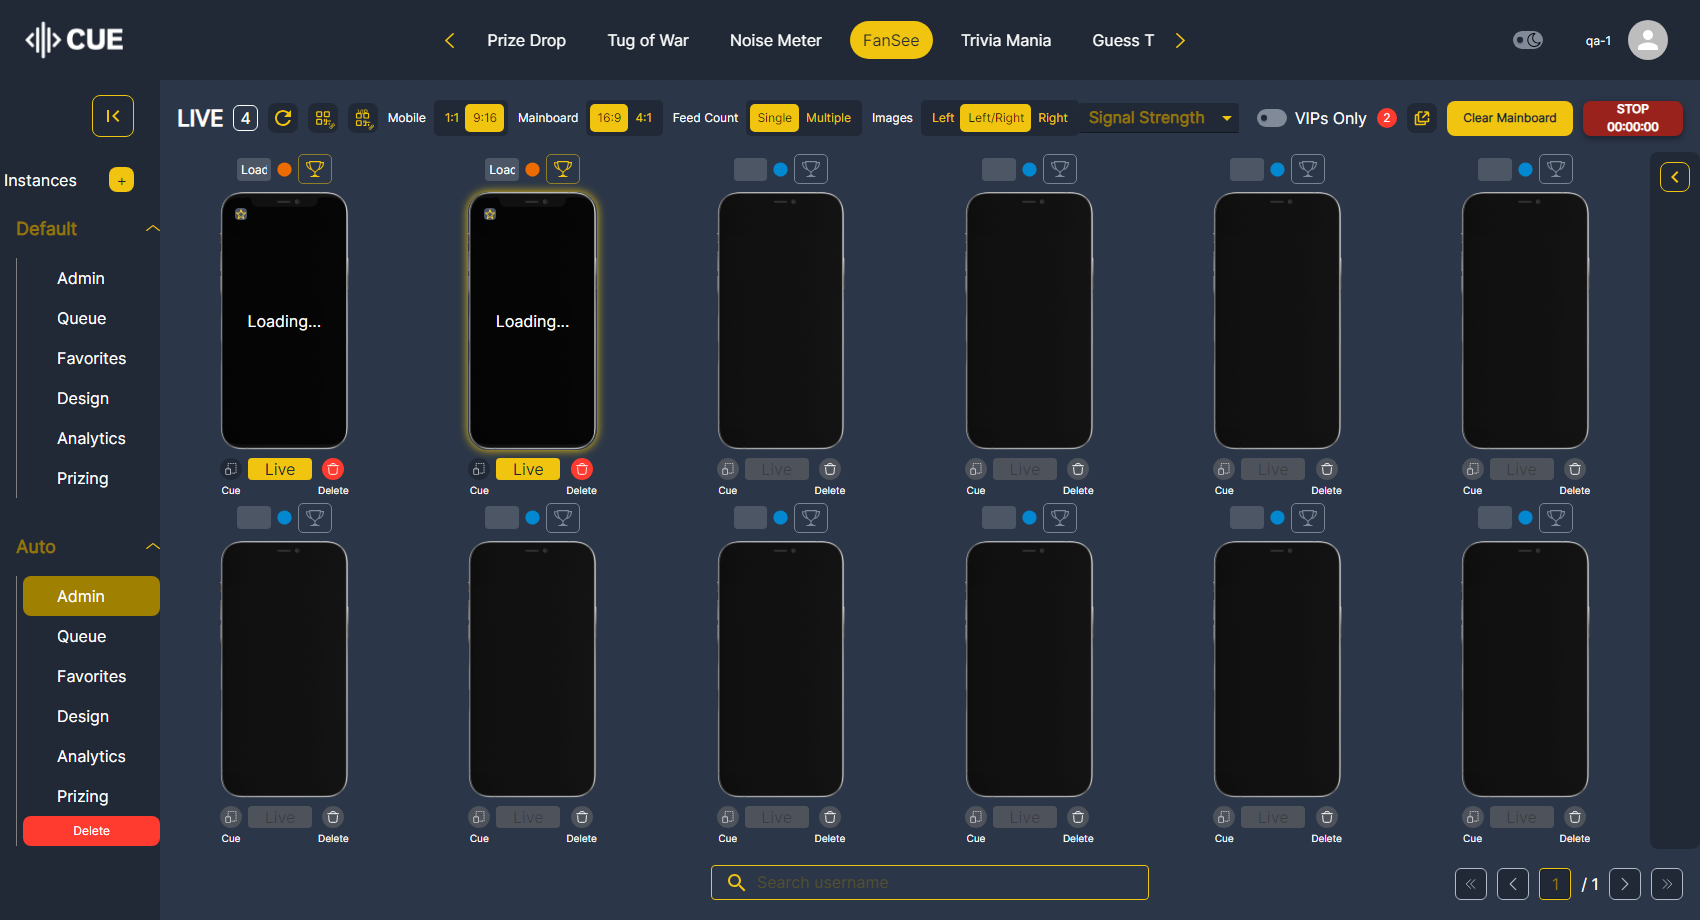 CUE
Prize Drop
Tug of War
Noise Meter
FanSee
Trivia Mania
Guess T
qa-1
Instances
+
Default
Admin
Queue
Favorites
Design
Analytics
Prizing
Auto
Admin
Queue
Favorites
Design
Analytics
Prizing
Delete
LIVE 4
Mobile 1:1 9:16
Mainboard 16:9 4:1
Feed Count Single Multiple
Images Left Left/Right Right
Signal Strength
VIPs Only 2
Clear Mainboard
STOP
00:00:00
Load
Load
Loading...
Loading...
Live Live Live Live Live Live
Cue Delete Cue Delete Cue Delete Cue Delete Cue Delete Cue Delete
Live Live Live Live Live Live
Cue Delete Cue Delete Cue Delete Cue Delete Cue Delete Cue Delete
Search username
1 / 1